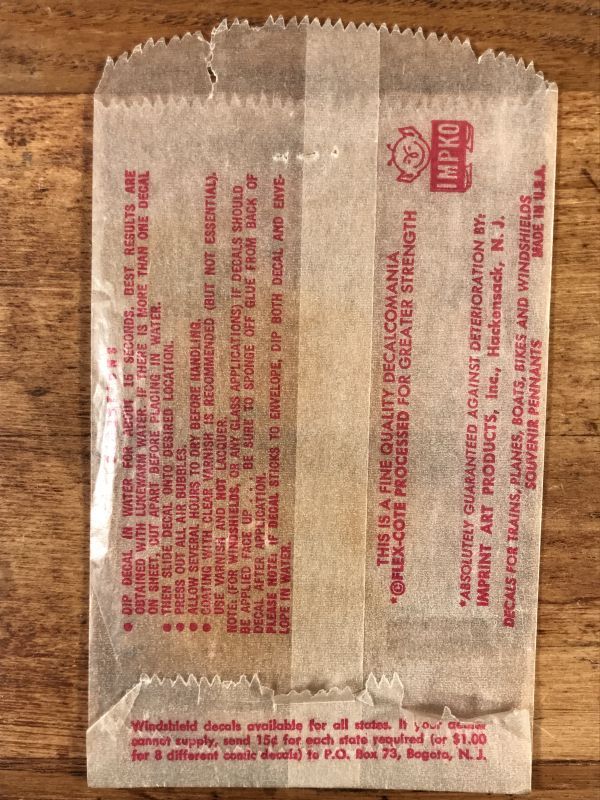 ● DIP DECAL IN WATER FOR ABOUT 15 SECONDS. BEST RESULTS ARE
OBTAINED WITH LUKEWARM WATER. IF THERE IS MORE THAN ONE DECAL
ON SHEET, CUT APART BEFORE PLACING IN WATER.
● THEN SLIDE DECAL ONTO DESIRED LOCATION.
● PRESS OUT ALL AIR BUBBLES.
● ALLOW SEVERAL HOURS TO DRY BEFORE HANDLING.
● COATING WITH CLEAR VARNISH IS RECOMMENDED (BUT NOT ESSENTIAL).
USE VARNISH AND NOT LACQUER.
NOTE: (FOR WINDSHIELDS, OR ANY GLASS APPLICATIONS) IF DECALS SHOULD
BE APPLIED FACE UP . . . BE SURE TO SPONGE OFF GLUE FROM BACK OF
DECAL AFTER APPLICATION.
PLEASE NOTE: IF DECAL STICKS TO ENVELOPE, DIP BOTH DECAL AND ENVE-
LOPE IN WATER.
THIS IS A FINE QUALITY DECALCOMANIA
*©FLEX-COTE PROCESSED FOR GREATER STRENGTH
IMPKO
*ABSOLUTELY GUARANTEED AGAINST DETERIORATION BY:
IMPRINT ART PRODUCTS, Inc., Hackensack, N. J.
DECALS FOR TRAINS, PLANES, BOATS, BIKES AND WINDSHIELDS
SOUVENIR PENNANTS
MADE IN U.S.A.
Windshield decals available for all states. If your dealer
cannot supply, send 15¢ for each state required (or $1.00
for 8 different comic decals) to P.O. Box 73, Bogota, N. J.